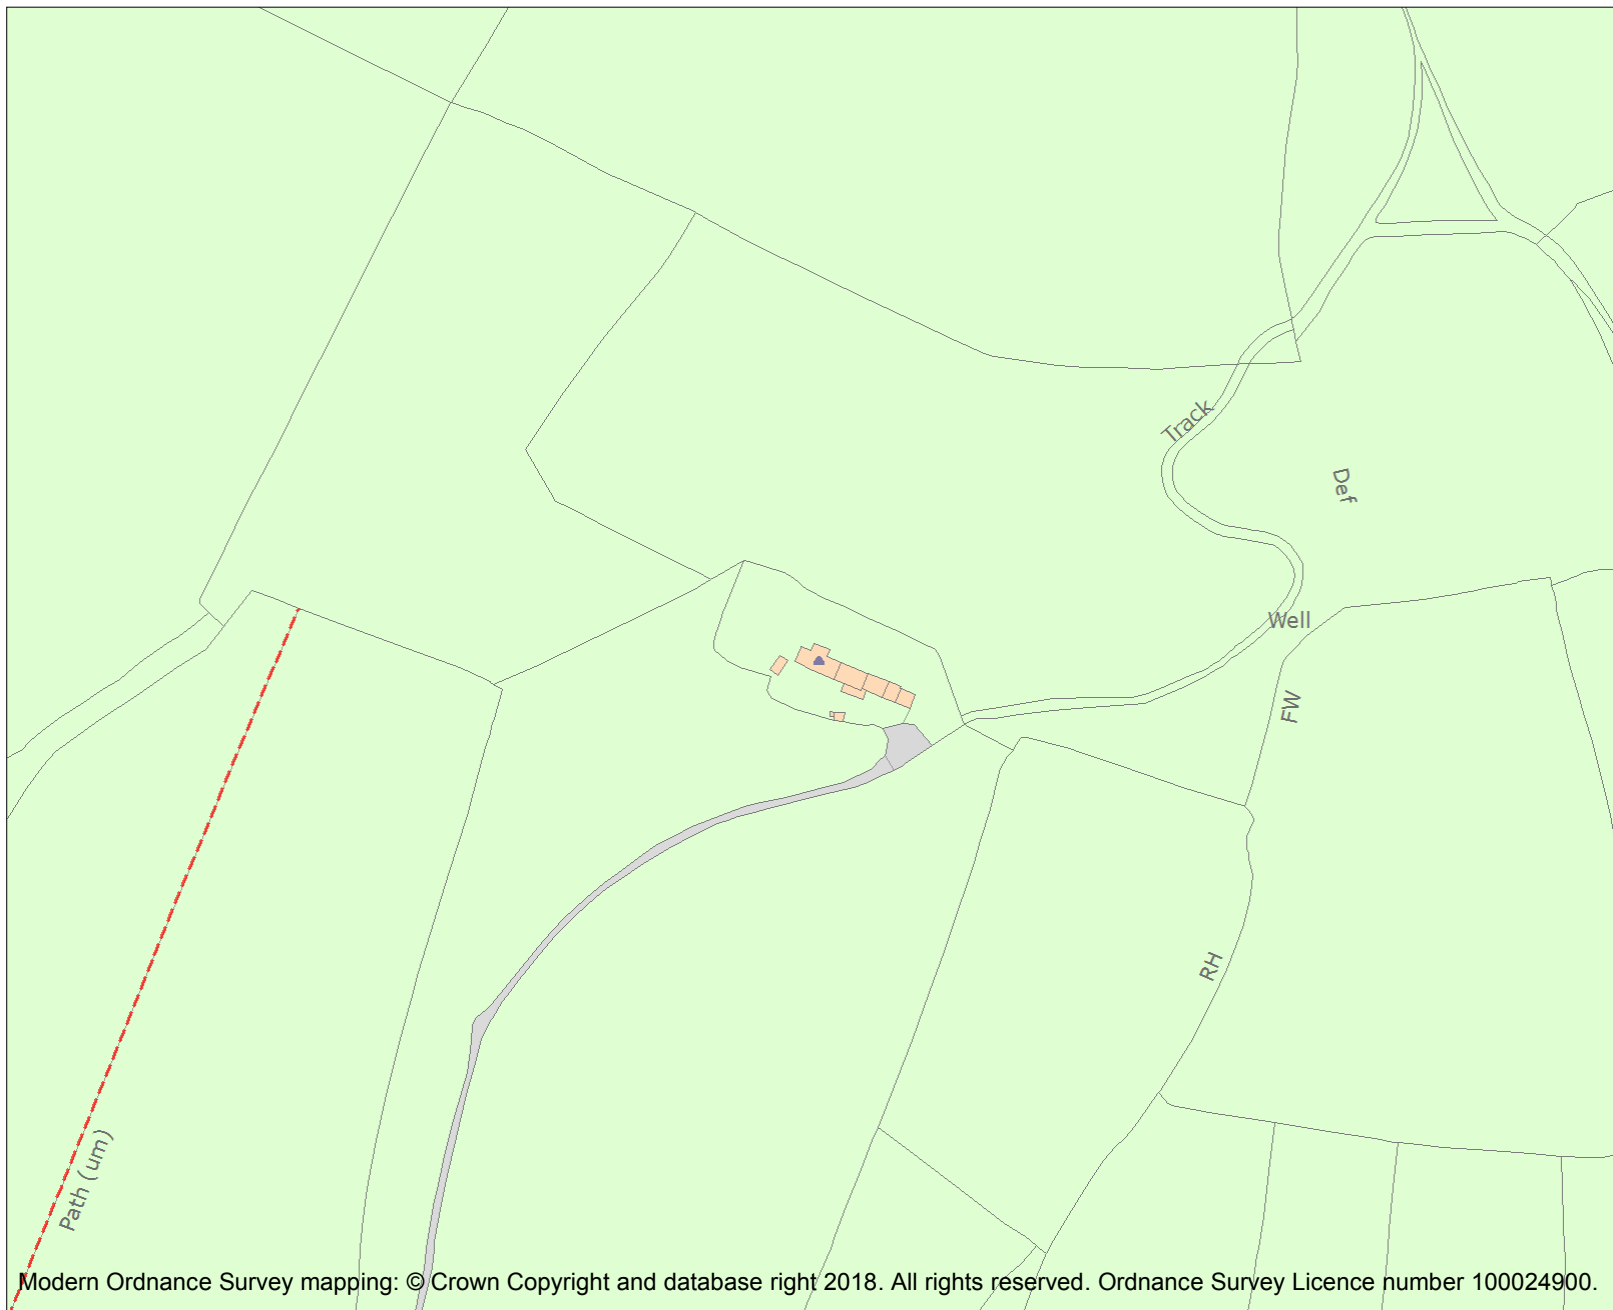 Track
Def
Well
FW
RH
Path (um)
Modern Ordnance Survey mapping: © Crown Copyright and database right 2018. All rights reserved. Ordnance Survey Licence number 100024900.